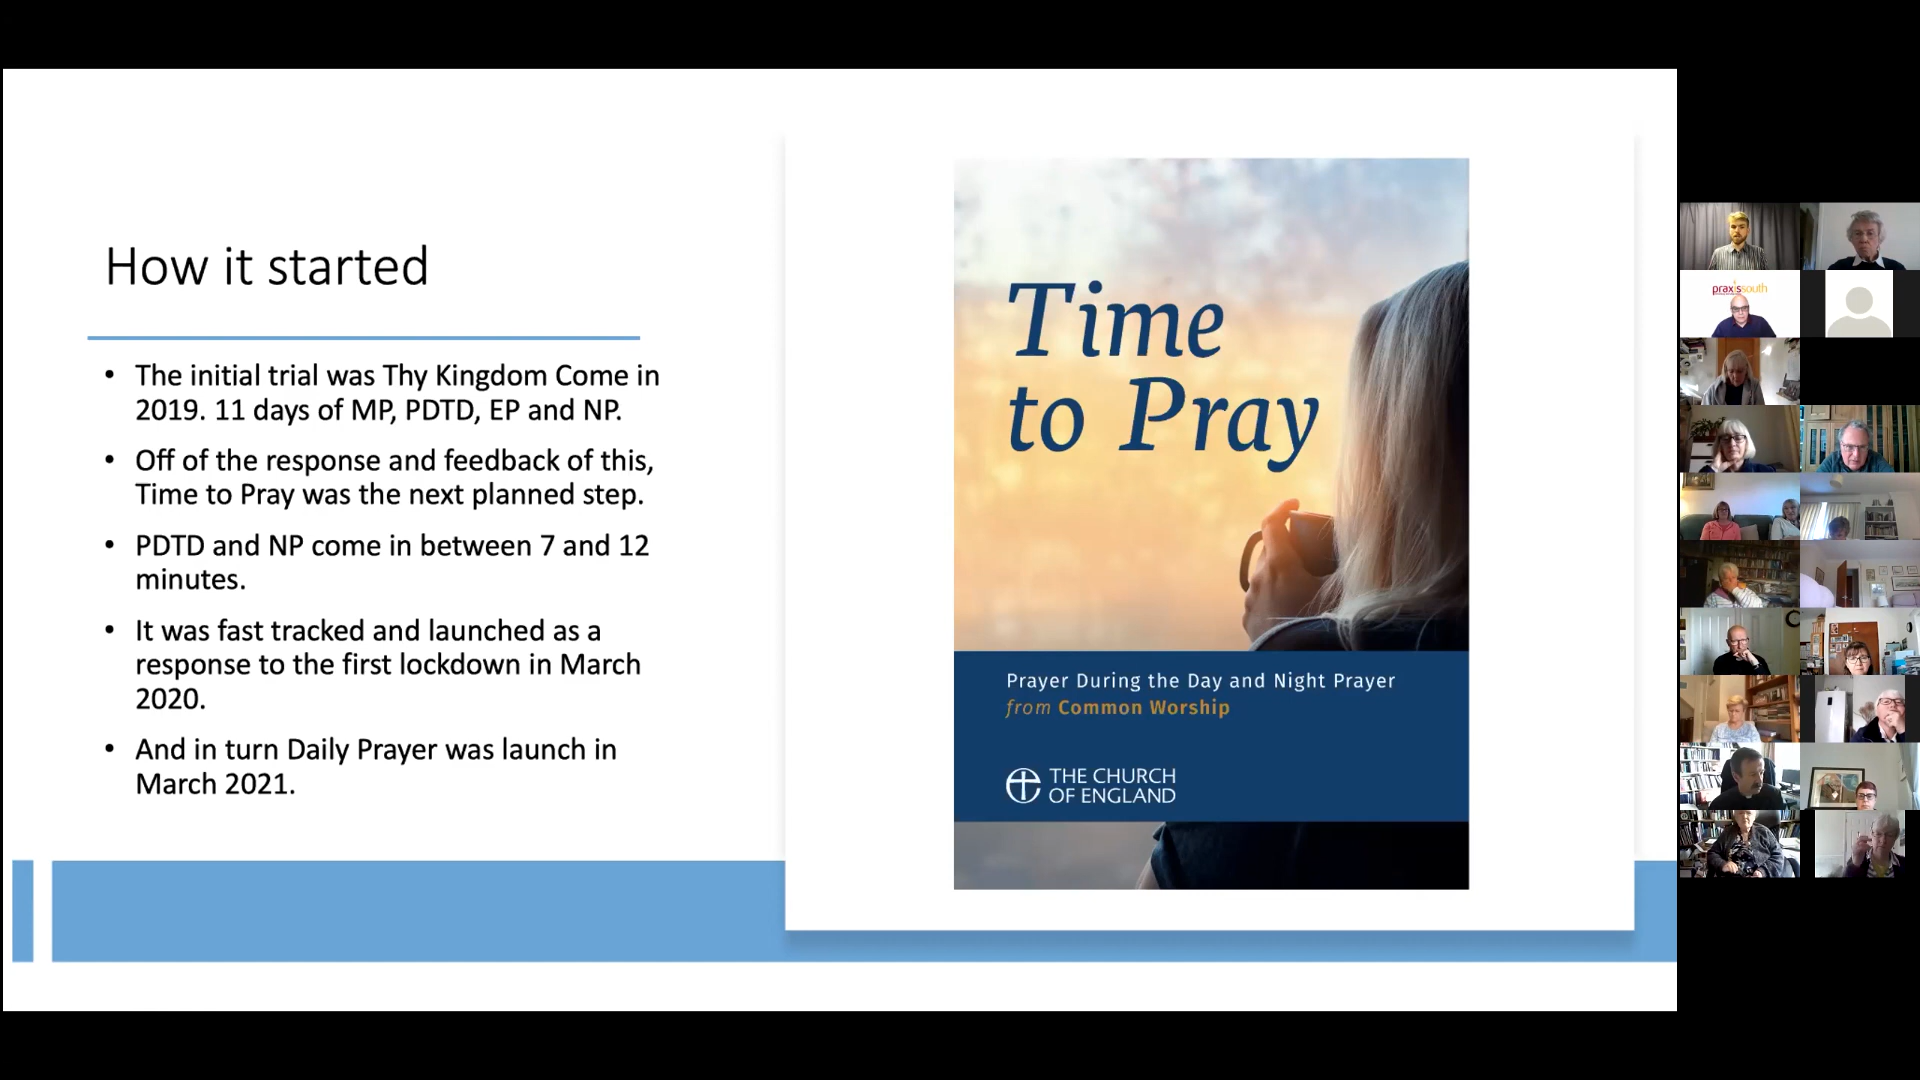 How it started
• The initial trial was Thy Kingdom Come in
2019. 11 days of MP, PDTD, EP and NP.
• Off of the response and feedback of this,
Time to Pray was the next planned step.
• PDTD and NP come in between 7 and 12
minutes.
• It was fast tracked and launched as a
response to the first lockdown in March
2020.
• And in turn Daily Prayer was launch in
March 2021.
Time
to Pray
Prayer During the Day and Night Prayer
from Common Worship
THE CHURCH
OF ENGLAND
praxissouth